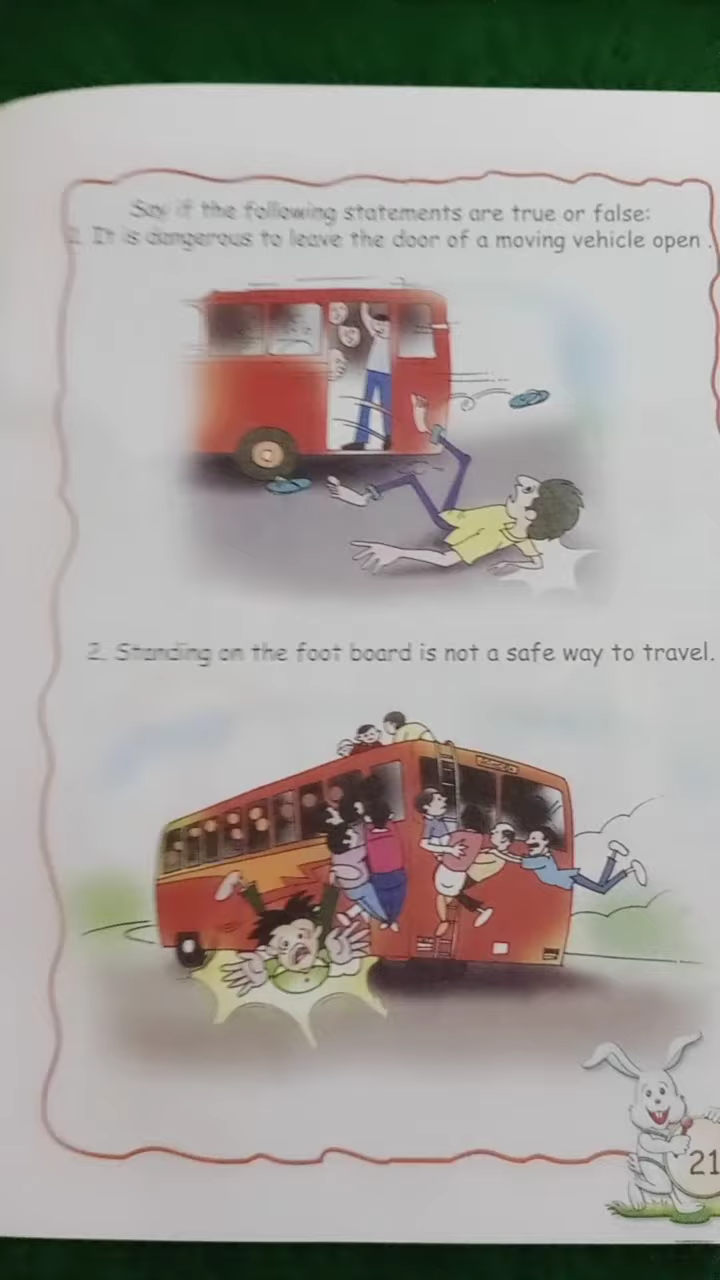 Say if the following statements are true or false:
1. It is dangerous to leave the door of a moving vehicle open .
2. Standing on the foot board is not a safe way to travel.
21